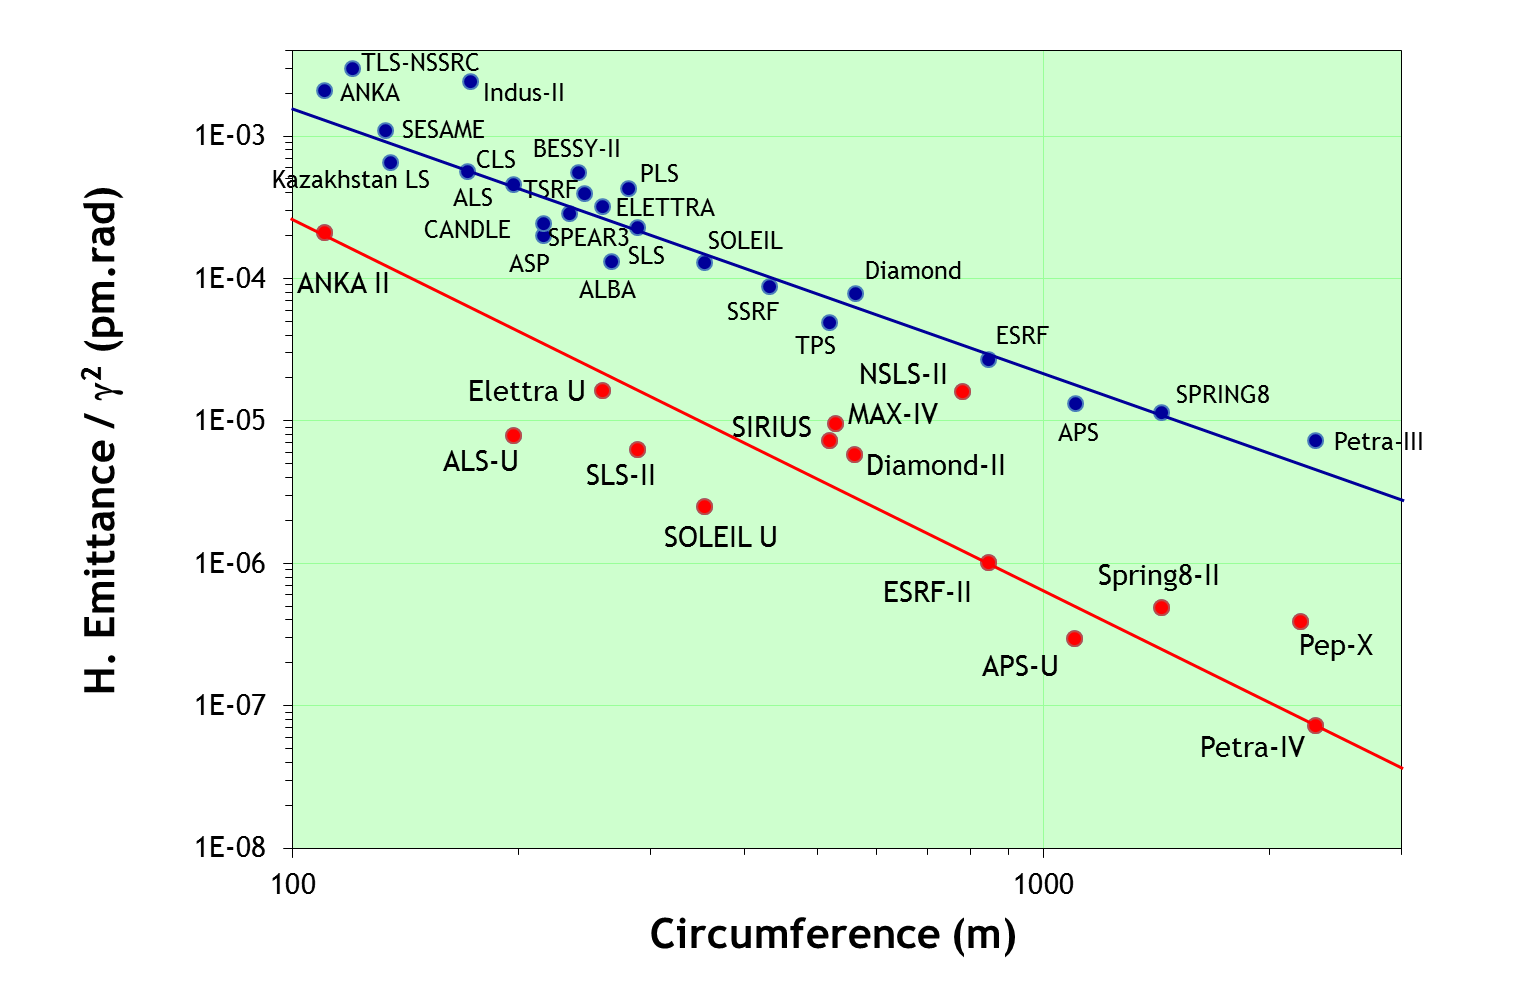 TLS-NSSRC
ANKA
Indus-II
1E-03
SESAME
BESSY-II
CLS
PLS
Kazakhstan LS
TSRF
ALS
ELETTRA
CANDLE
SPEAR3
SOLEIL
SLS
ASP
Diamond
1E-04
ANKA II
ALBA
SSRF
ESRF
TPS
NSLS-II
Elettra U
SPRING8
MAX-IV
1E-05
SIRIUS
APS
Petra-III
ALS-U
Diamond-II
SLS-II
SOLEIL U
1E-06
Spring8-II
ESRF-II
Pep-X
APS-U
1E-07
Petra-IV
1E-08
100
1000
Circumference (m)
H. Emittance / γ² (pm.rad)